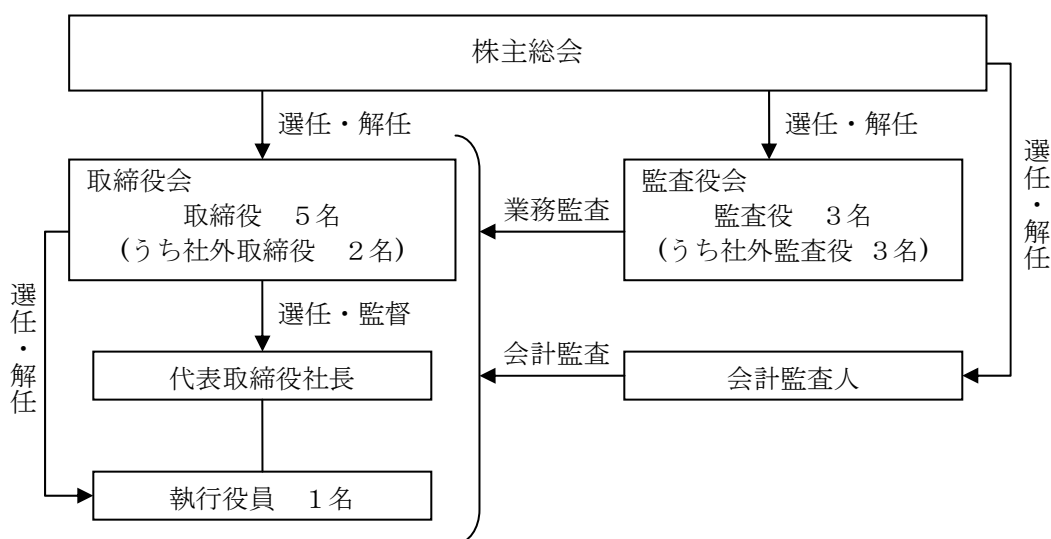 株主総会
選任・解任
選任・解任
選任・解任
取締役会
取締役 5名
(うち社外取締役 2名)
業務監査
監査役会
監査役 3名
(うち社外監査役 3名)
選任・解任
選任・監督
代表取締役社長
会計監査
会計監査人
執行役員 1名